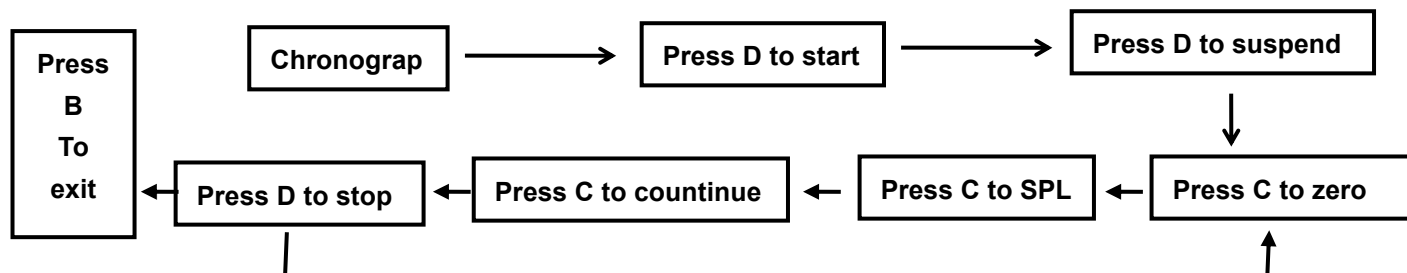 Press
B
To
exit
Chronograp
Press D to start
Press D to suspend
Press D to stop
Press C to countinue
Press C to SPL
Press C to zero